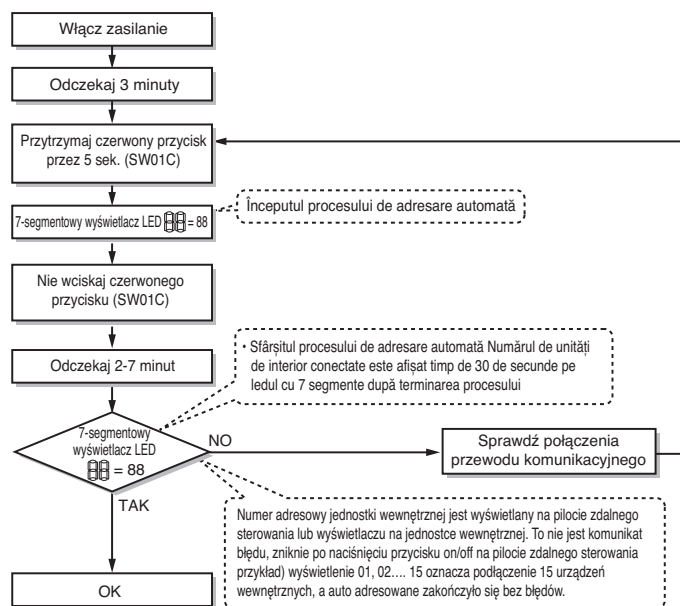 Włącz zasilanie
Odczekaj 3 minuty
Przytrzymaj czerwony przycisk
przez 5 sek. (SW01C)
7-segmentowy wyświetlacz LED 88 = 88
Începutul procesului de adresare automată
Nie wciskaj czerwonego
przycisku (SW01C)
Odczekaj 2-7 minut
• Sfârșitul procesului de adresare automată Numărul de unități
de interior conectate este afișat timp de 30 de secunde pe
ledul cu 7 segmente după terminarea procesului
7-segmentowy
wyświetlacz LED
88 = 88
NO
Sprawdź połączenia
przewodu komunikacyjnego
TAK
Numer adresowy jednostki wewnętrznej jest wyświetlany na pilocie zdalnego
sterowania lub wyświetlaczu na jednostce wewnętrznej. To nie jest komunikat
błędu, zniknie po naciśnięciu przycisku on/off na pilocie zdalnego sterowania
przykład) wyświetlenie 01, 02.... 15 oznacza podłączenie 15 urządzeń
wewnętrznych, a auto adresowane zakończyło się bez błędów.
OK